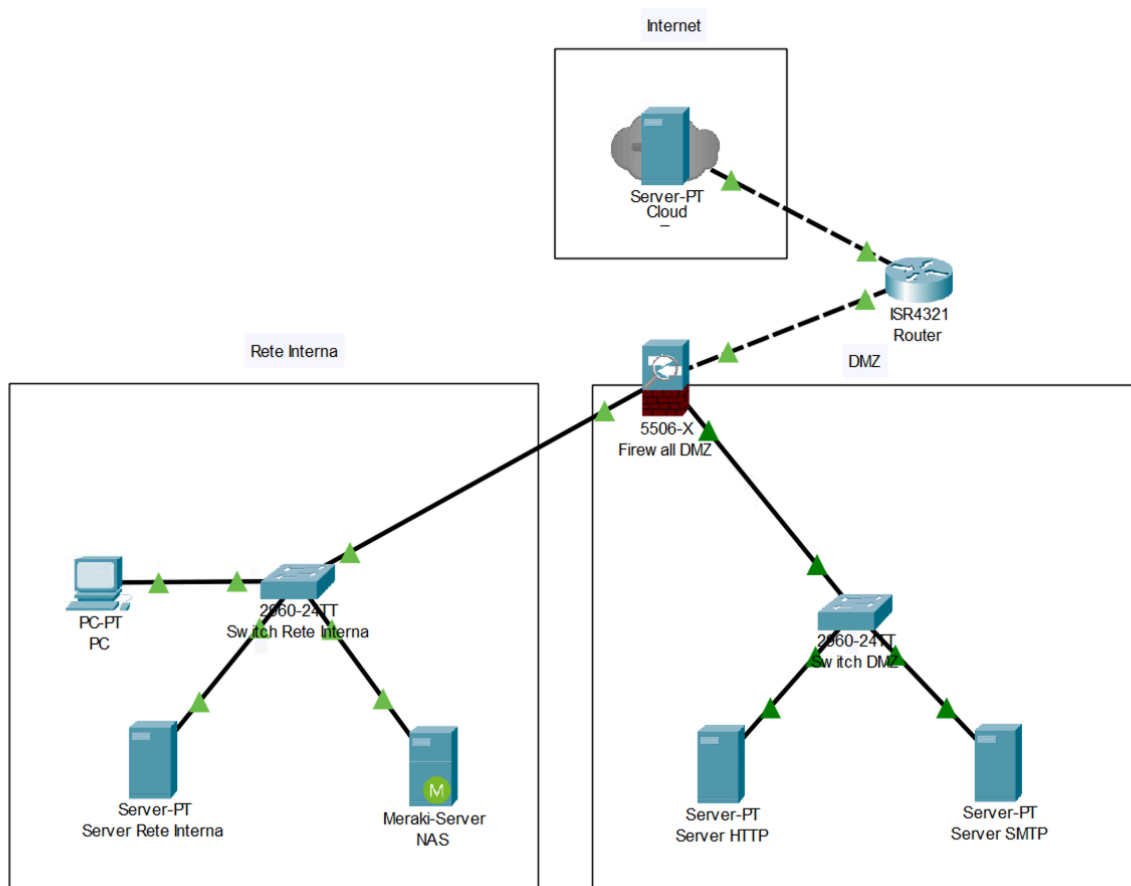 Internet
Server-PT
Cloud
ISR4321
Router
Rete Interna
DMZ
5506-X
Firew all DMZ
PC-PT
PC
2960-24TT
Sw itch Rete Interna
2960-24TT
Sw itch DMZ
Server-PT
Server Rete Interna
M
Meraki-Server
NAS
Server-PT
Server HTTP
Server-PT
Server SMTP